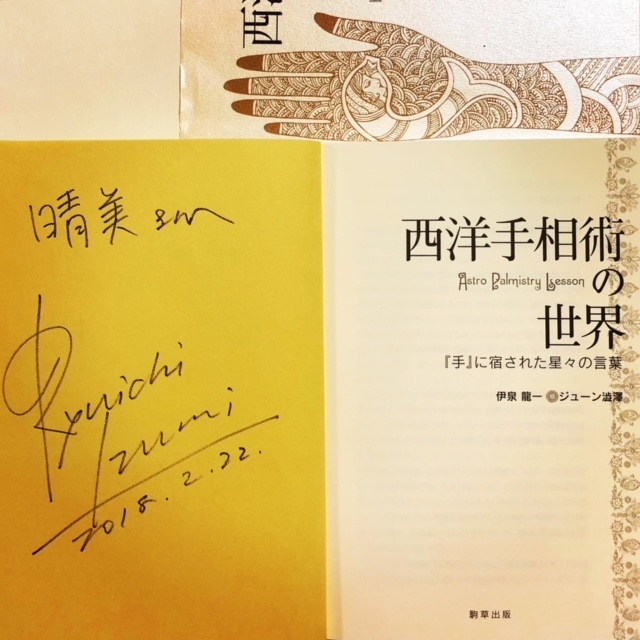 西
晴美 san
Ryuichi
Izumi
2018.2.22.
西洋手相術
Astro Palmistry Lesson の
世界
『手』に宿された星々の言葉
伊泉 龍一 ジューン澁澤
駒草出版